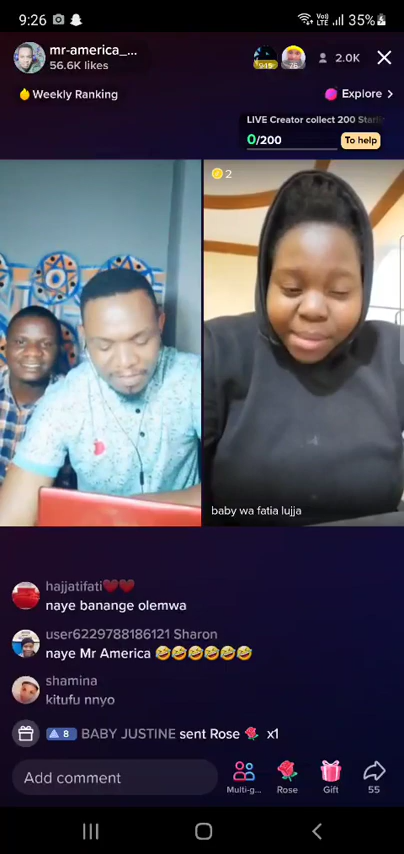 9:26
Vo)
LTE
35%
mr-america_...
56.6K likes
2.0K
Weekly Ranking
Explore >
LIVE Creator collect 200
0/200
To help
2
baby wa fatia lujja
hajjatifati❤️❤️
naye banange olemwa
user6229788186121 Sharon
naye Mr America 🤣🤣🤣🤣🤣🤣
shamina
kitufu nnyo
8 BABY JUSTINE sent Rose 🌹 x1
Add comment
Multi-g...
Rose
Gift
55